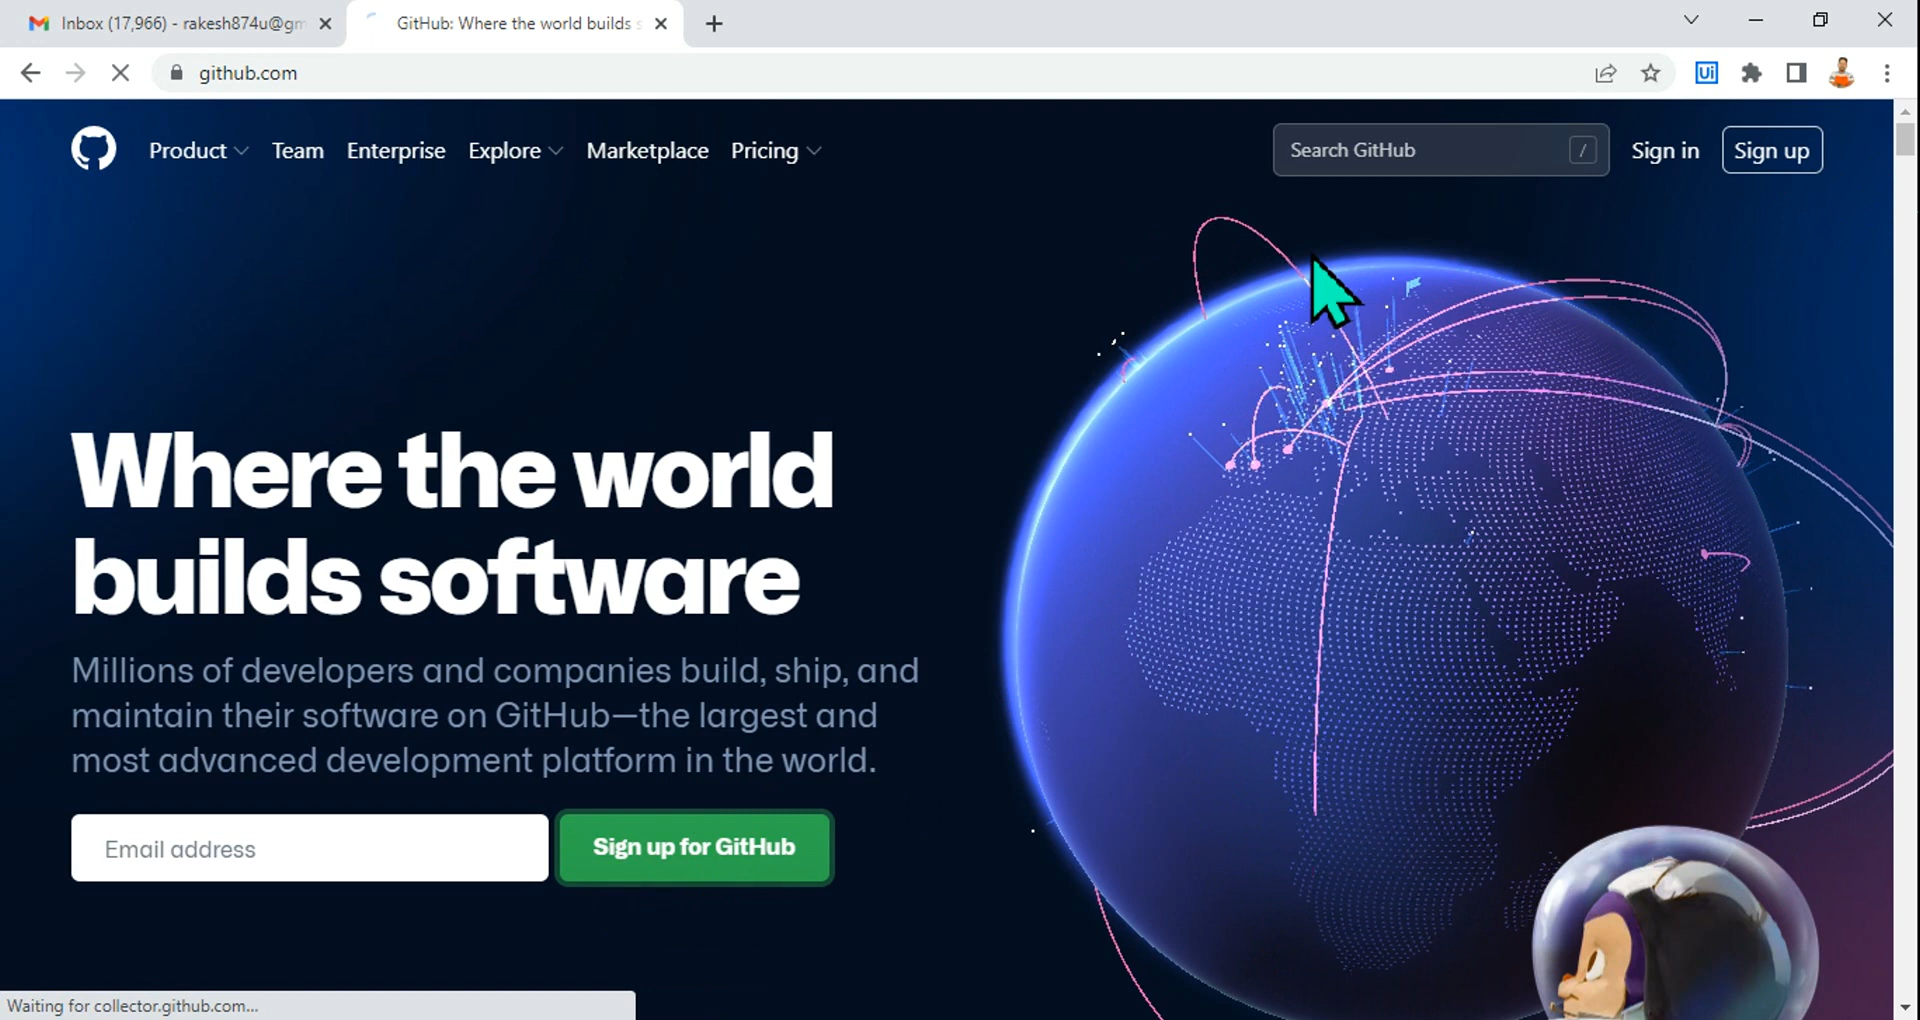 Inbox (17,966) - rakesh874u@gm
GitHub: Where the world builds s
github.com
Ui
Product
Team
Enterprise
Explore
Marketplace
Pricing
Search GitHub
/
Sign in
Sign up
Where the world
builds software
Millions of developers and companies build, ship, and
maintain their software on GitHub—the largest and
most advanced development platform in the world.
Email address
Sign up for GitHub
Waiting for collector.github.com...